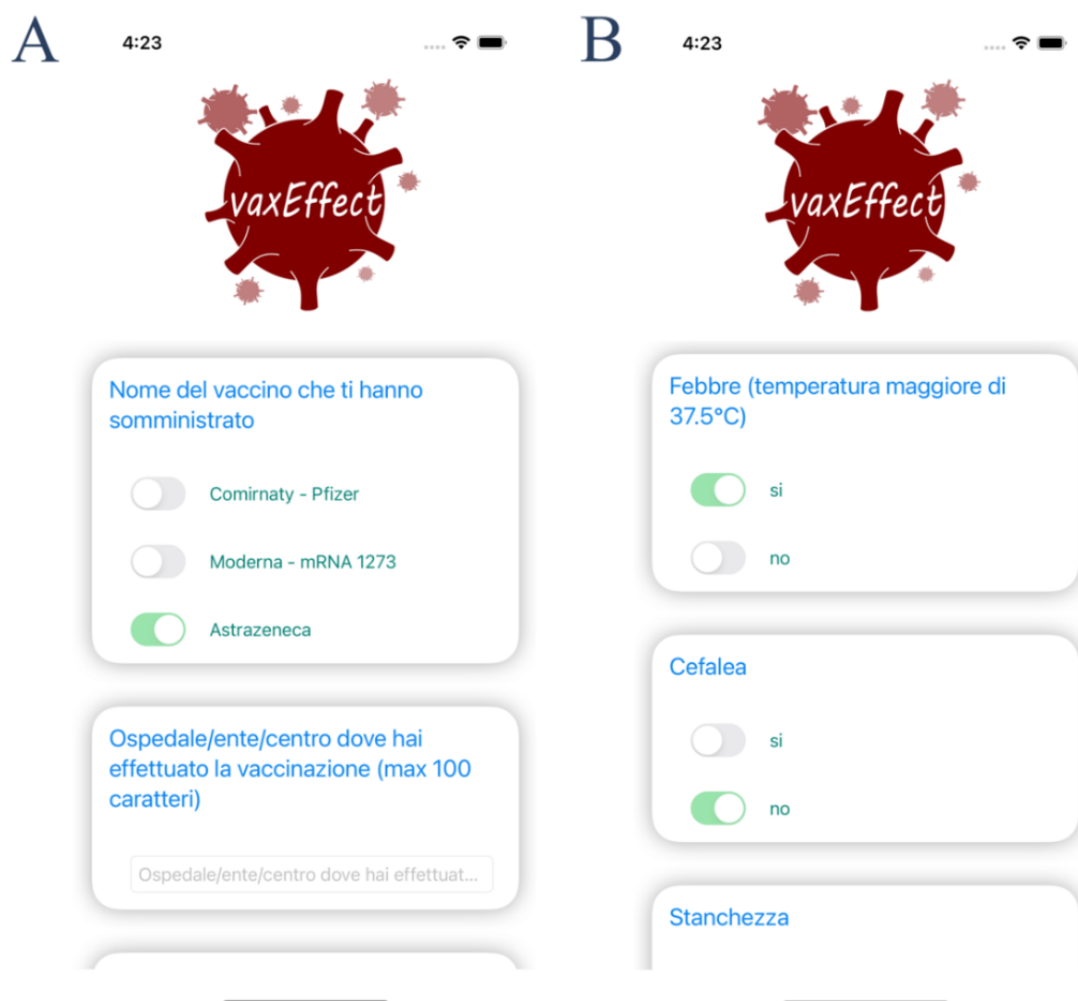 A
4:23
vaxEffect
Nome del vaccino che ti hanno
somministrato
Comirnaty - Pfizer
Moderna - mRNA 1273
Astrazeneca
Ospedale/ente/centro dove hai
effettuato la vaccinazione (max 100
caratteri)
Ospedale/ente/centro dove hai effettuat...
B
4:23
vaxEffect
Febbre (temperatura maggiore di
37.5°C)
si
no
Cefalea
si
no
Stanchezza